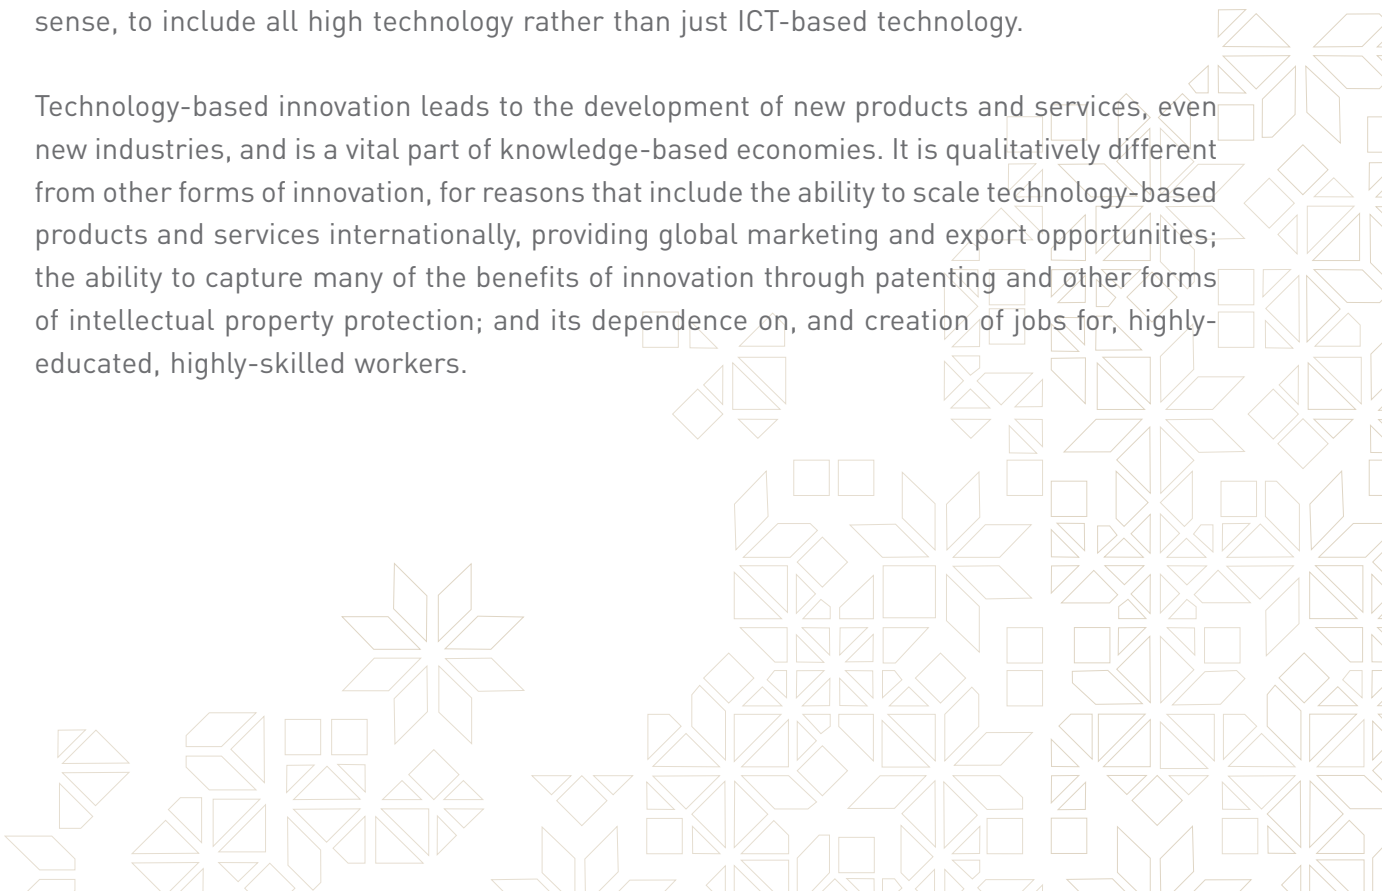 sense, to include all high technology rather than just ICT-based technology.
Technology-based innovation leads to the development of new products and services, even
new industries, and is a vital part of knowledge-based economies. It is qualitatively different
from other forms of innovation, for reasons that include the ability to scale technology-based
products and services internationally, providing global marketing and export opportunities;
the ability to capture many of the benefits of innovation through patenting and other forms
of intellectual property protection; and its dependence on, and creation of jobs for, highly-
educated, highly-skilled workers.